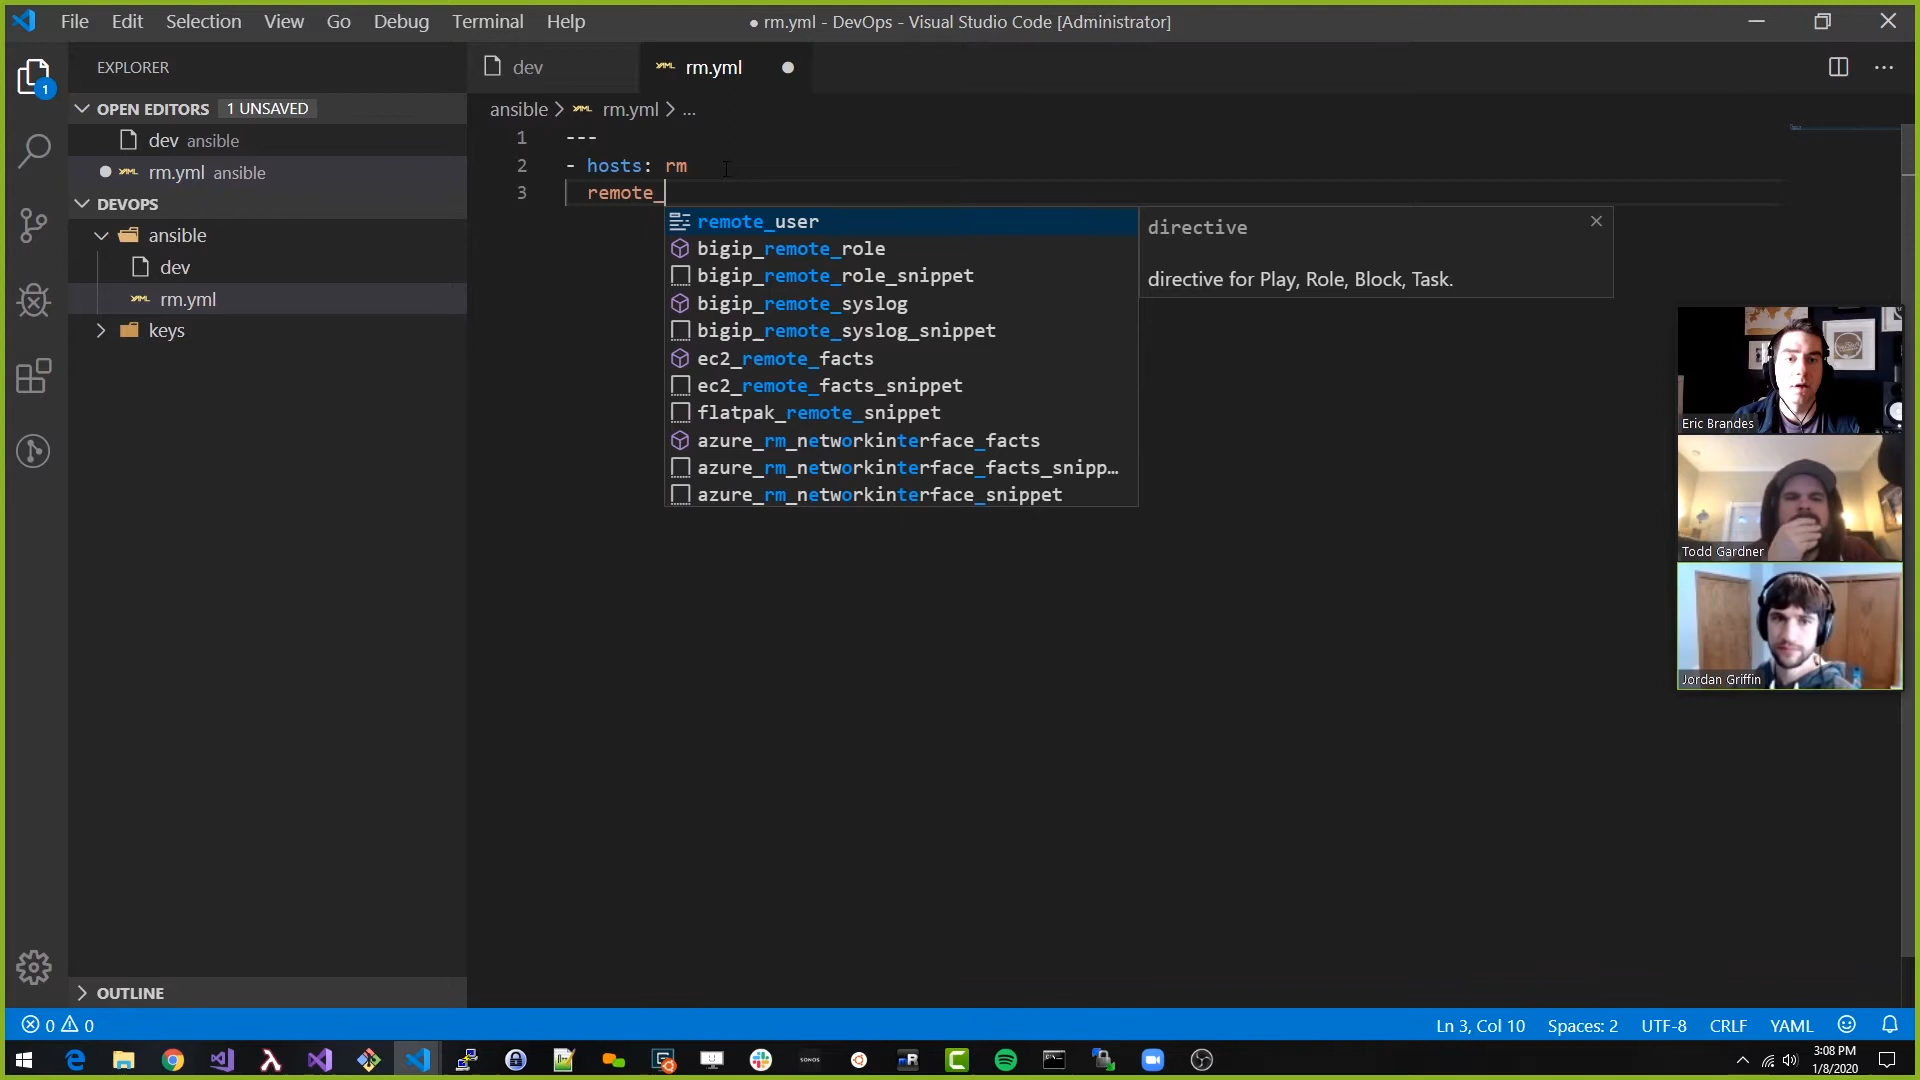 File Edit Selection View Go Debug Terminal Help
● rm.yml - DevOps - Visual Studio Code [Administrator]
EXPLORER
OPEN EDITORS 1 UNSAVED
dev ansible
rm.yml ansible
DEVOPS
ansible
dev
rm.yml
keys
OUTLINE
1
dev
rm.yml
ansible > rm.yml > ...
1 ---
2 - hosts: rm
3 remote_
remote_user
bigip_remote_role
bigip_remote_role_snippet
bigip_remote_syslog
bigip_remote_syslog_snippet
ec2_remote_facts
ec2_remote_facts_snippet
flatpak_remote_snippet
azure_rm_networkinterface_facts
azure_rm_networkinterface_facts_snipp…
azure_rm_networkinterface_snippet
directive
directive for Play, Role, Block, Task.
Eric Brandes
Todd Gardner
Jordan Griffin
0 0
Ln 3, Col 10 Spaces: 2 UTF-8 CRLF YAML
SONOS
3:08 PM
1/8/2020